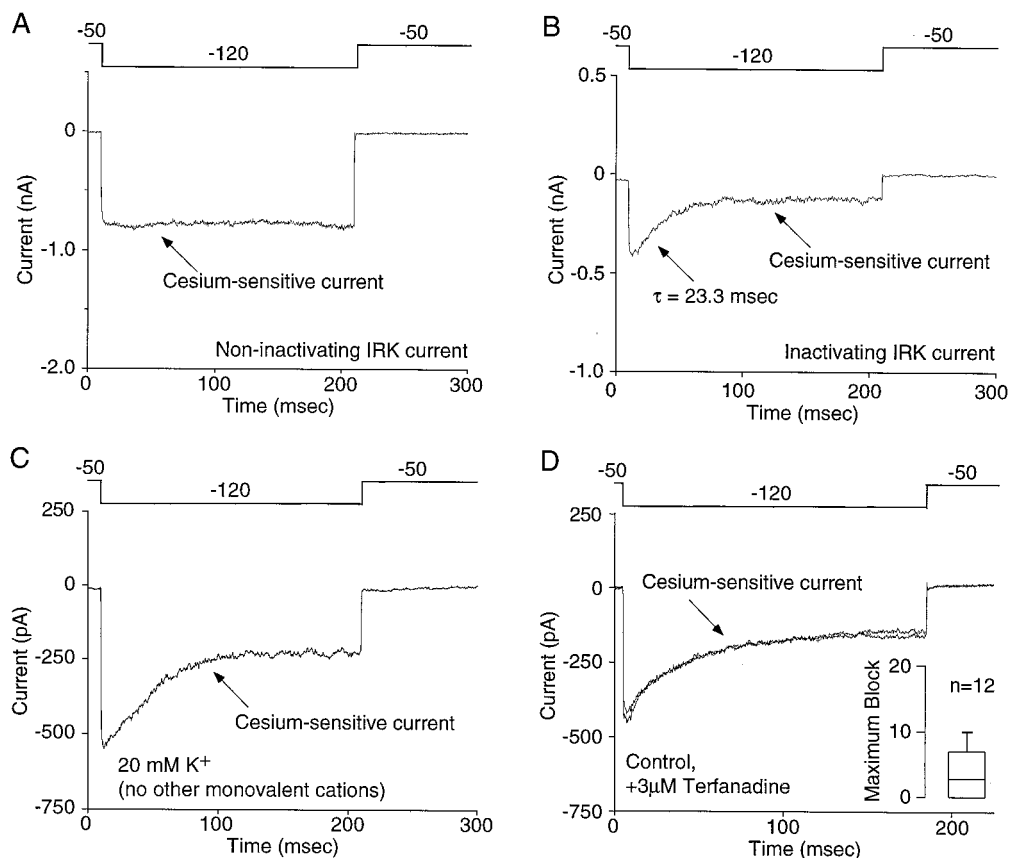 A
-50
-120
-50
0
-1.0
-2.0
Current (nA)
Cesium-sensitive current
Non-inactivating IRK current
0
100
200
300
Time (msec)
B
-50
-120
-50
0.5
0
-0.5
-1.0
Current (nA)
Cesium-sensitive current
τ = 23.3 msec
Inactivating IRK current
0
100
200
300
Time (msec)
C
-50
-120
-50
250
0
-250
-500
-750
Current (pA)
Cesium-sensitive current
20 mM K+
(no other monovalent cations)
0
100
200
300
Time (msec)
D
-50
-120
-50
250
0
-250
-500
-750
Current (pA)
Cesium-sensitive current
Control,
+3μM Terfanadine
Maximum Block
20
10
0
n=12
0
100
200
Time (msec)